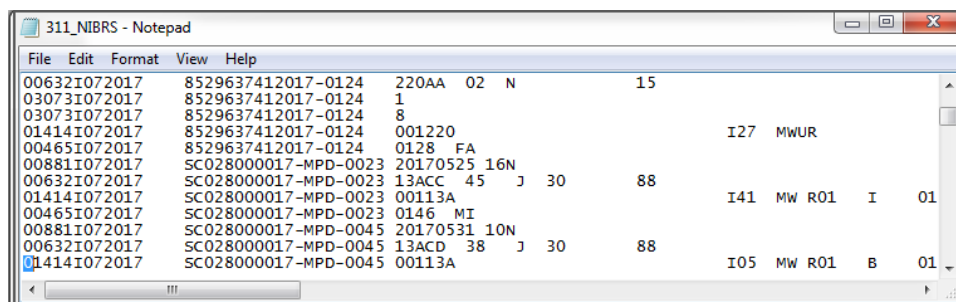 311_NIBRS - Notepad
File Edit Format View Help
00632I072017 8529637412017-0124 220AA 02 N 15
03073I072017 8529637412017-0124 1
03073I072017 8529637412017-0124 8
01414I072017 8529637412017-0124 001220 I27 MWUR
00465I072017 8529637412017-0124 0128 FA
00881I072017 SC028000017-MPD-0023 20170525 16N
00632I072017 SC028000017-MPD-0023 13ACC 45 J 30 88
01414I072017 SC028000017-MPD-0023 00113A I41 MW R01 I 01
00465I072017 SC028000017-MPD-0023 0146 MI
00881I072017 SC028000017-MPD-0045 20170531 10N
00632I072017 SC028000017-MPD-0045 13ACD 38 J 30 88
01414I072017 SC028000017-MPD-0045 00113A I05 MW R01 B 01